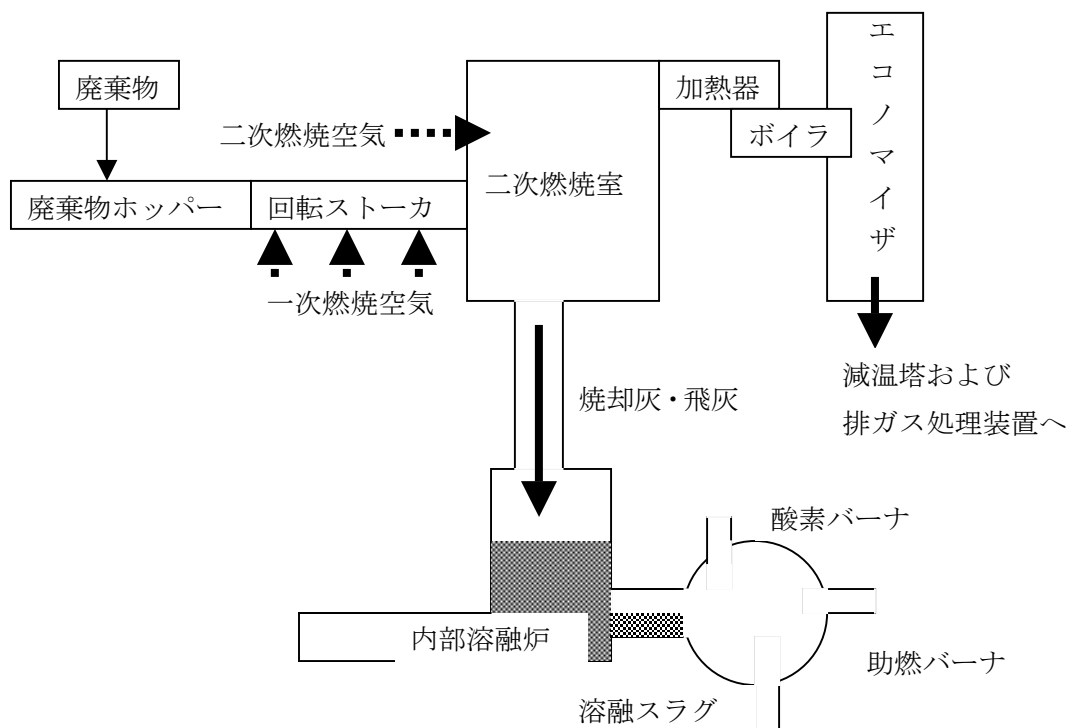 エコノマイザ
廃棄物
加熱器
二次燃焼空気
ボイラ
二次燃焼室
廃棄物ホッパー
回転ストーカ
一次燃焼空気
減温塔および
排ガス処理装置へ
焼却灰・飛灰
酸素バーナ
内部溶融炉
助燃バーナ
溶融スラグ